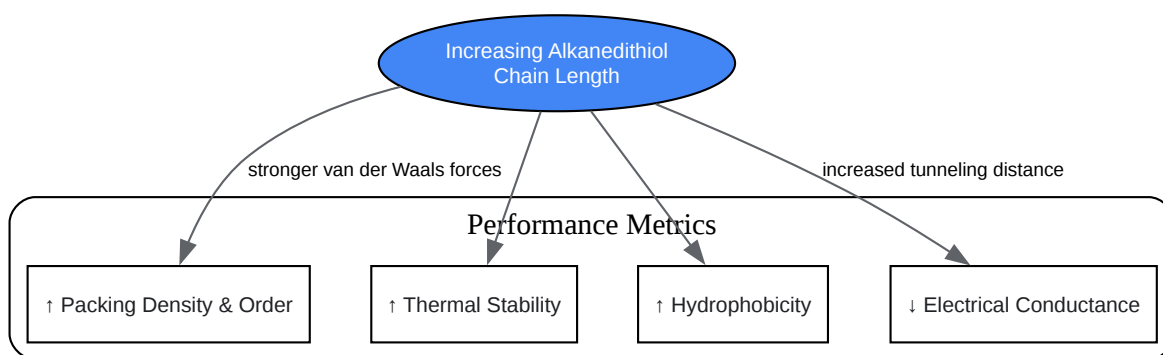 Increasing Alkanedithiol
Chain Length
stronger van der Waals forces
increased tunneling distance
Performance Metrics
↑ Packing Density & Order
↑ Thermal Stability
↑ Hydrophobicity
↓ Electrical Conductance